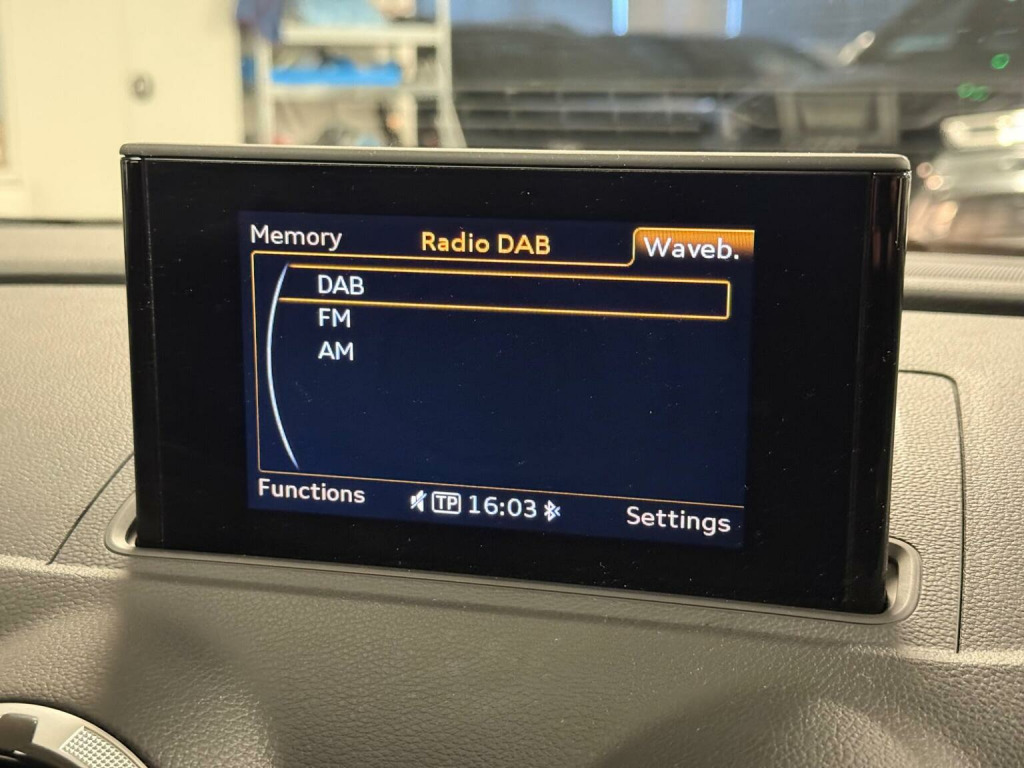 Memory Radio DAB Waveb.
DAB
FM
AM
Functions TP 16:03 Settings